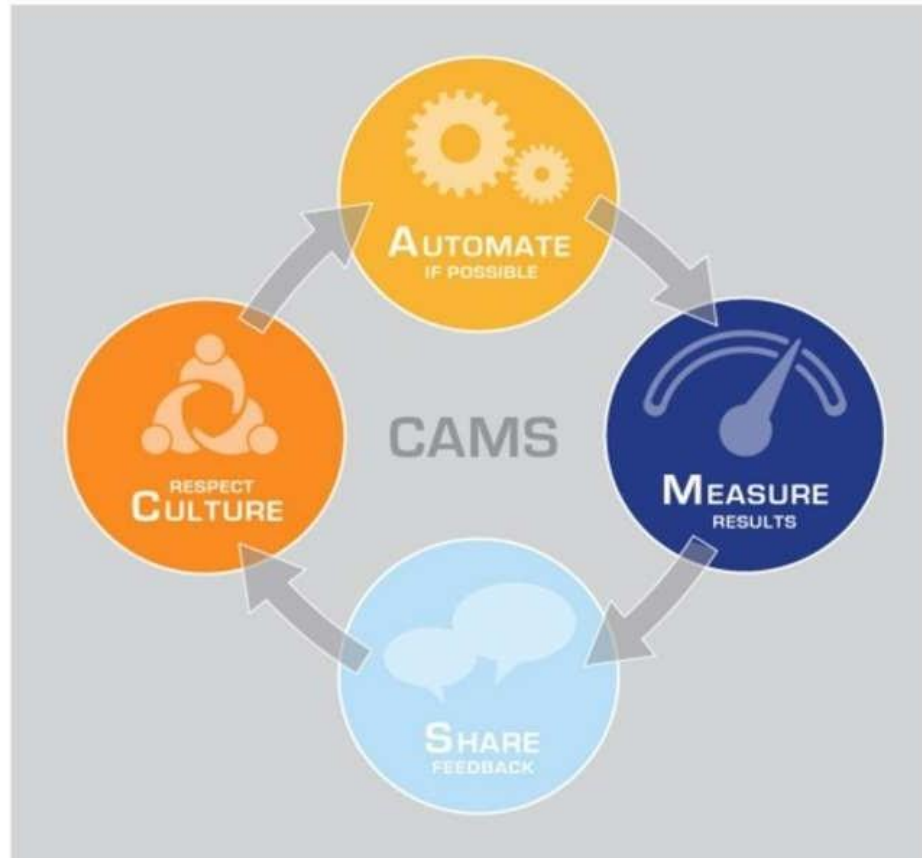 AUTOMATE
IF POSSIBLE
CAMS
RESPECT
CULTURE
MEASURE
RESULTS
SHARE
FEEDBACK